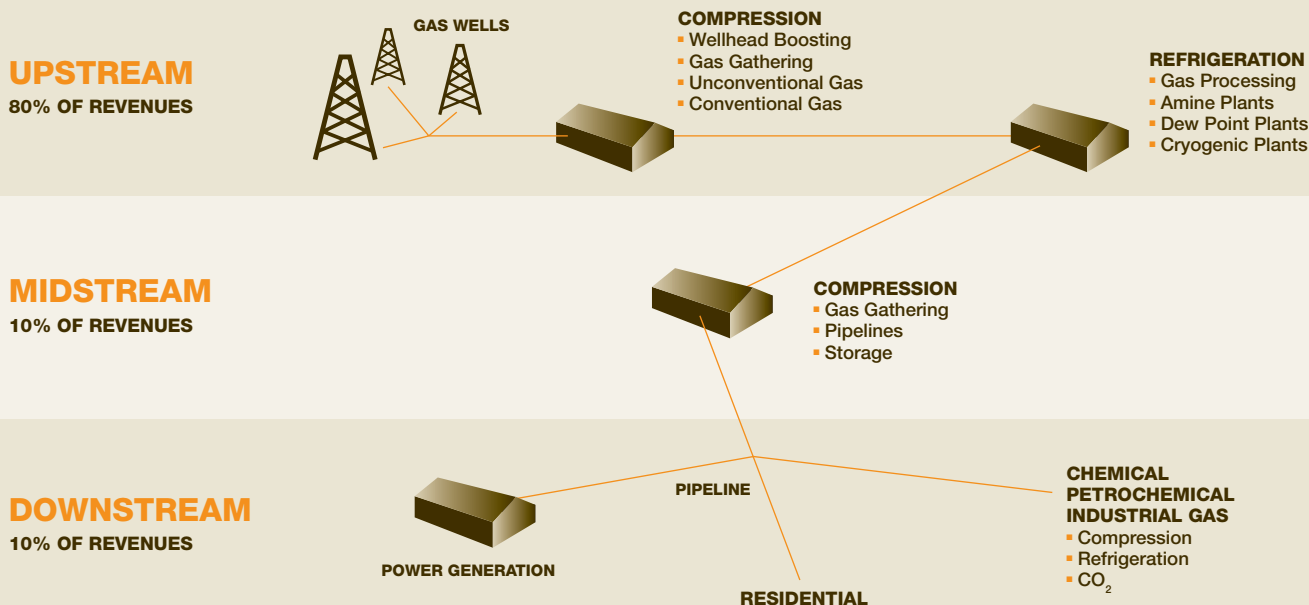 UPSTREAM
80% OF REVENUES
GAS WELLS
COMPRESSION
▪ Wellhead Boosting
▪ Gas Gathering
▪ Unconventional Gas
▪ Conventional Gas
REFRIGERATION
▪ Gas Processing
▪ Amine Plants
▪ Dew Point Plants
▪ Cryogenic Plants
MIDSTREAM
10% OF REVENUES
COMPRESSION
▪ Gas Gathering
▪ Pipelines
▪ Storage
DOWNSTREAM
10% OF REVENUES
POWER GENERATION
PIPELINE
RESIDENTIAL
CHEMICAL
PETROCHEMICAL
INDUSTRIAL GAS
▪ Compression
▪ Refrigeration
▪ CO₂